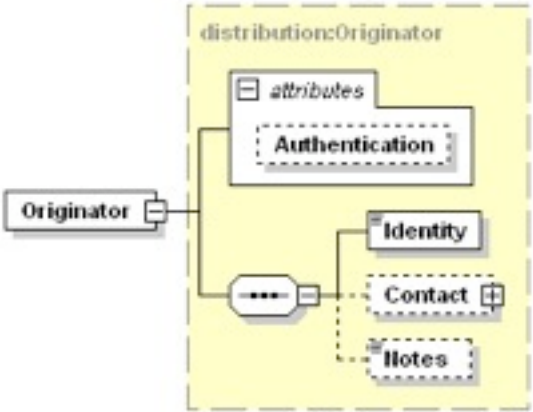 distribution:Originator
attributes
Authentication
Originator
Identity
Contact
Notes